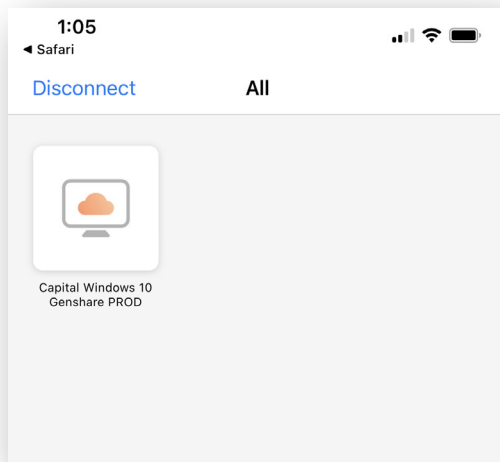 1:05
◀ Safari
Disconnect
All
Capital Windows 10
Genshare PROD